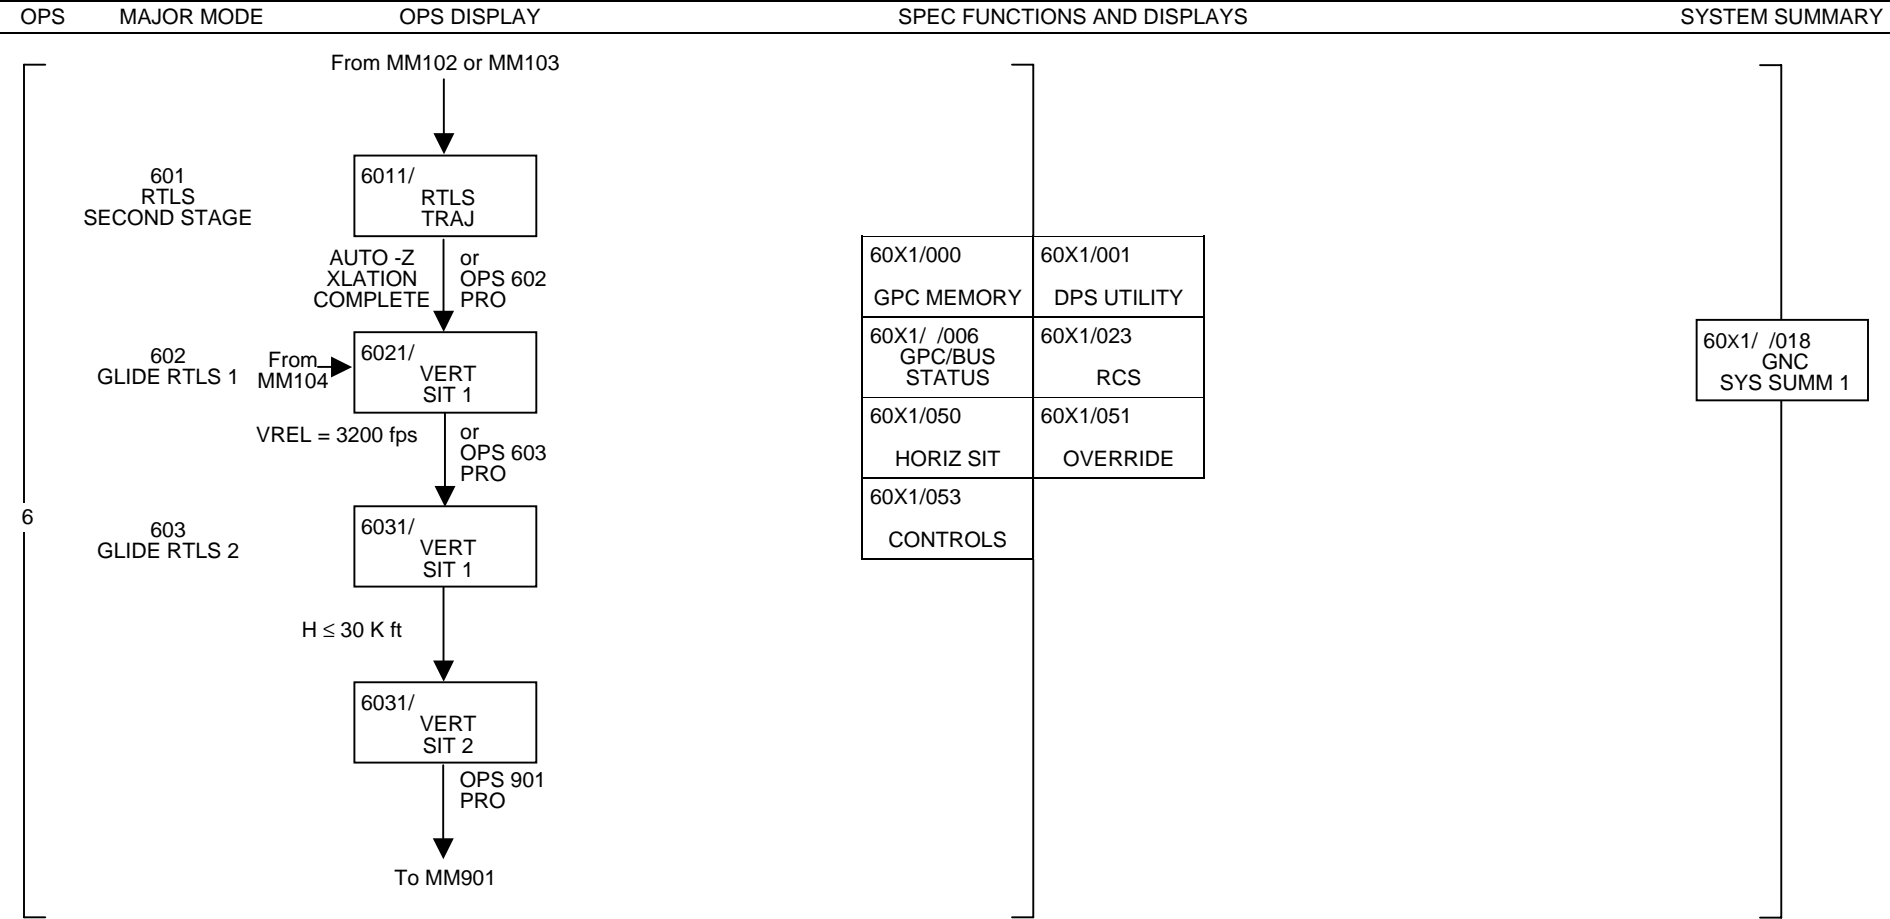 OPS MAJOR MODE OPS DISPLAY SPEC FUNCTIONS AND DISPLAYS SYSTEM SUMMARY
From MM102 or MM103
601
RTLS
SECOND STAGE
6011/
RTLS
TRAJ
AUTO -Z
XLATION
COMPLETE
or
OPS 602
PRO
602
GLIDE RTLS 1
From
MM104
6021/
VERT
SIT 1
VREL = 3200 fps
or
OPS 603
PRO
6
603
GLIDE RTLS 2
6031/
VERT
SIT 1
H ≤ 30 K ft
6031/
VERT
SIT 2
OPS 901
PRO
To MM901
60X1/000
GPC MEMORY
60X1/001
DPS UTILITY
60X1/ /006
GPC/BUS
STATUS
60X1/023
RCS
60X1/050
HORIZ SIT
60X1/051
OVERRIDE
60X1/053
CONTROLS
60X1/ /018
GNC
SYS SUMM 1